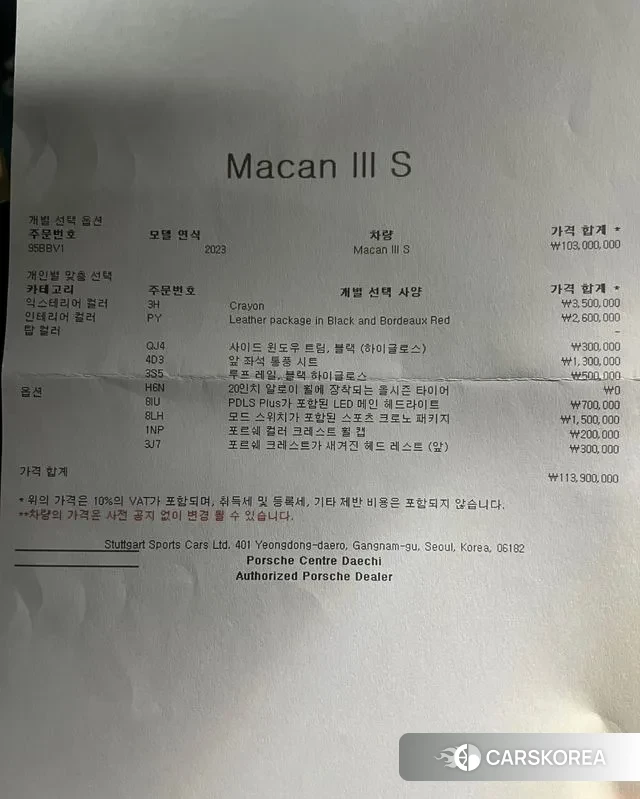 Macan III S
개별 선택 옵션
주문번호 모델 연식 차량 가격 합계 *
95BBV1 2023 Macan III S ₩103,000,000
개인별 맞춤 선택
카테고리 주문번호 개별 선택 사양 가격 합계 *
익스테리어 컬러 3H Crayon ₩3,500,000
인테리어 컬러 PY Leather package in Black and Bordeaux Red ₩2,600,000
탑 컬러 –
QJ4 사이드 윈도우 트림, 블랙 (하이글로스) ₩300,000
4D3 앞 좌석 통풍 시트 ₩1,300,000
3S5 루프 레일, 블랙 하이글로스 ₩500,000
옵션 H6N 20인치 알로이 휠에 장착되는 올시즌 타이어 ₩0
8IU PDLS Plus가 포함된 LED 메인 헤드라이트 ₩700,000
8LH 모드 스위치가 포함된 스포츠 크로노 패키지 ₩1,500,000
1NP 포르쉐 컬러 크레스트 휠 캡 ₩200,000
3J7 포르쉐 크레스트가 새겨진 헤드 레스트 (앞) ₩300,000
가격 합계 ₩113,900,000
* 위의 가격은 10%의 VAT가 포함되며, 취득세 및 등록세, 기타 제반 비용은 포함되지 않습니다.
**차량의 가격은 사전 공지 없이 변경 될 수 있습니다.
Stuttgart Sports Cars Ltd. 401 Yeongdong-daero, Gangnam-gu, Seoul, Korea, 06182
Porsche Centre Daechi
Authorized Porsche Dealer
CARSKOREA